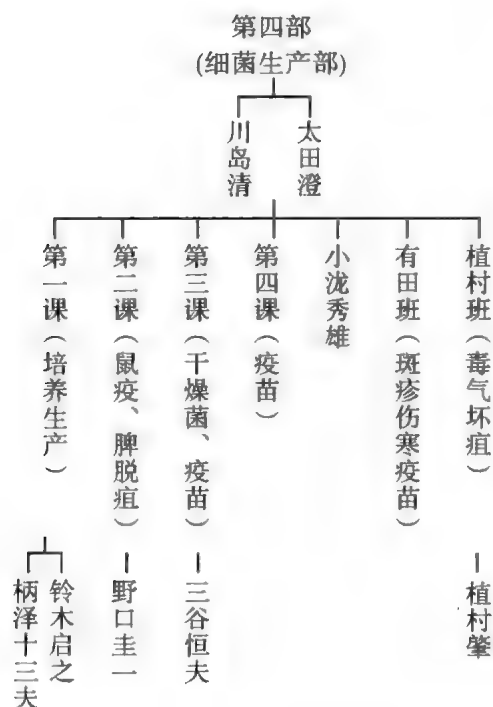 第四部
(细菌生产部)
川岛清
太田澄
第一课(培养生产)
第二课(鼠疫、脾脱疽)
第三课(干燥菌、疫苗)
第四课(疫苗)
小泷秀雄
有田班(斑疹伤寒疫苗)
植村班(毒气坏疽)
柄泽十三夫
铃木启之
野口圭一
三谷恒夫
植村肇